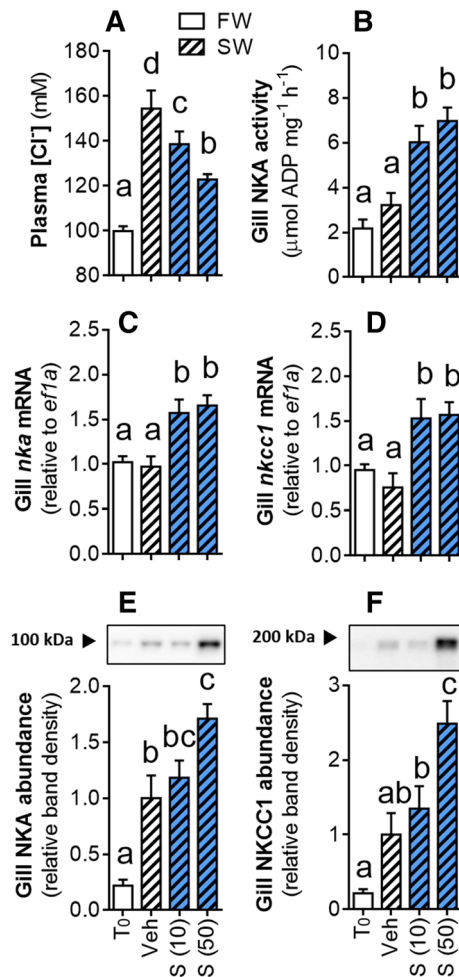 FW
SW
A
B
Plasma [Cl⁻] (mM)
180
160
140
120
100
80
a
d
c
b
Gill NKA activity
(μmol ADP mg⁻¹ h⁻¹)
10
8
6
4
2
0
a
a
b
b
C
D
Gill nka mRNA
(relative to ef1a)
2.5
2.0
1.5
1.0
0.5
0.0
a
a
b
b
Gill nkcc1 mRNA
(relative to ef1a)
2.5
2.0
1.5
1.0
0.5
0.0
a
a
b
b
E
F
100 kDa
200 kDa
Gill NKA abundance
(relative band density)
2.0
1.5
1.0
0.5
0.0
a
b
bc
c
T0
Veh
S (10)
S (50)
Gill NKCC1 abundance
(relative band density)
3
2
1
0
a
ab
b
c
T0
Veh
S (10)
S (50)